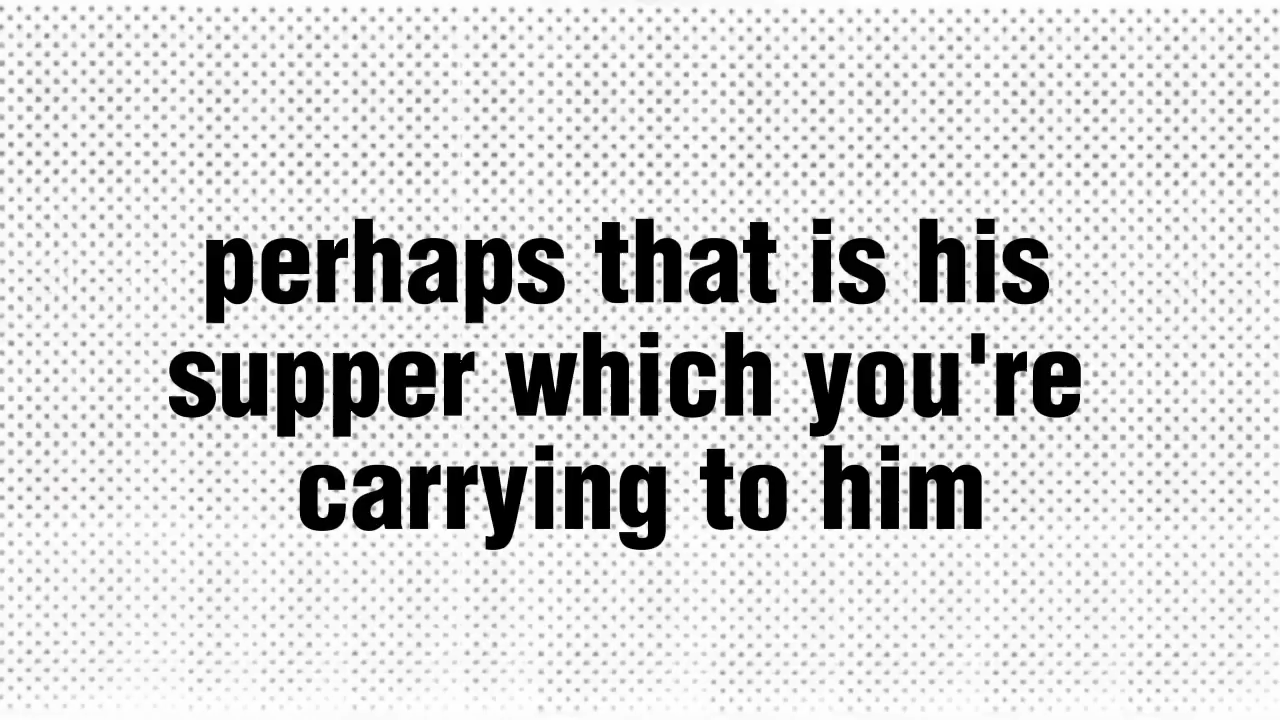 perhaps that is his
supper which you're
carrying to him